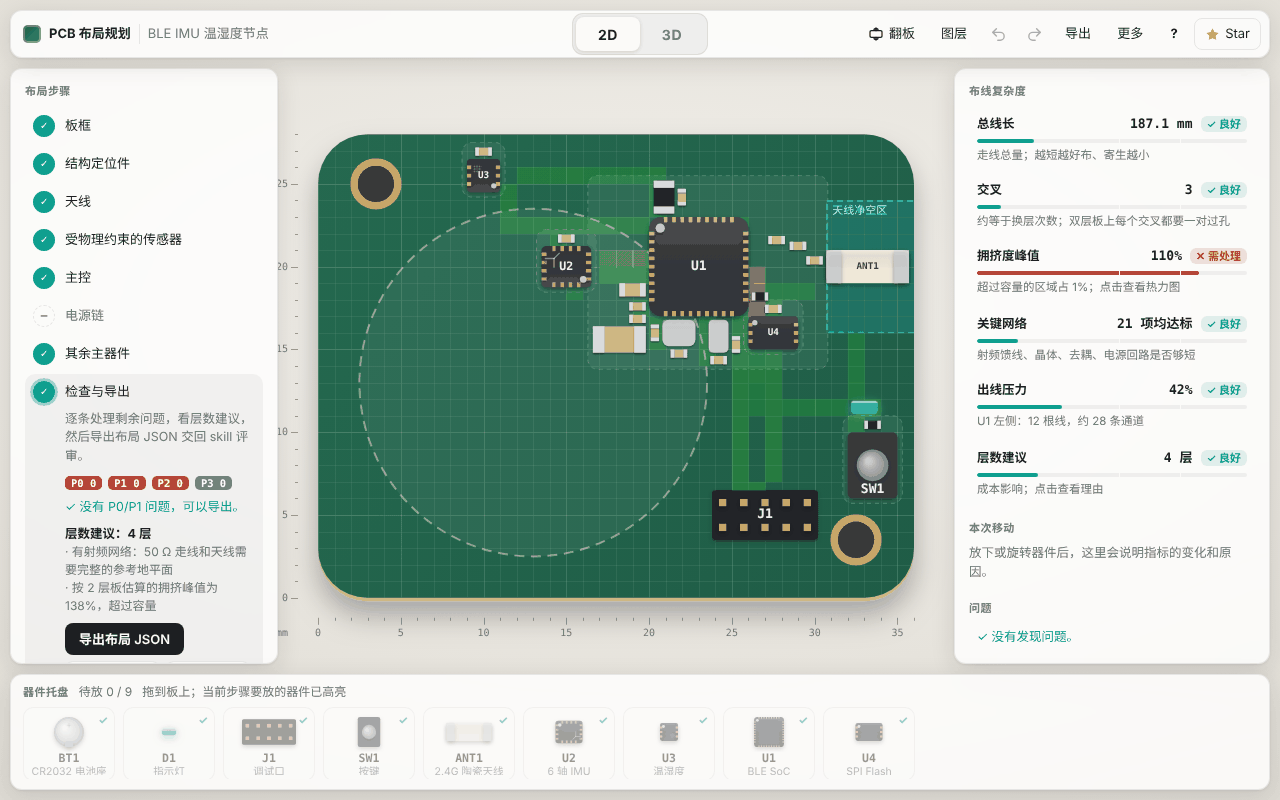 PCB 布局规划
BLE IMU 温湿度节点
2D
3D
翻板
图层
导出
更多
?
Star
布局步骤
✓ 板框
✓ 结构定位件
✓ 天线
✓ 受物理约束的传感器
✓ 主控
− 电源链
✓ 其余主器件
✓ 检查与导出
逐条处理剩余问题，看层数建议，
然后导出布局 JSON 交回 skill 评
审。
P0 0
P1 0
P2 0
P3 0
✓ 没有 P0/P1 问题，可以导出。
层数建议：4 层
· 有射频网络：50 Ω 走线和天线需
要完整的参考地平面
· 按 2 层板估算的拥挤峰值为
138%，超过容量
导出布局 JSON
25
20
15
10
5
0
mm
0
5
10
15
20
25
30
35
U3
U2
U1
天线净空区
ANT1
U4
SW1
J1
布线复杂度
总线长
187.1 mm
✓ 良好
走线总量；越短越好布、寄生越小
交叉
3
✓ 良好
约等于换层次数；双层板上每个交叉都要一对过孔
拥挤度峰值
110%
✕ 需处理
超过容量的区域占 1%；点击查看热力图
关键网络
21 项均达标
✓ 良好
射频馈线、晶体、去耦、电源回路是否够短
出线压力
42%
✓ 良好
U1 左侧：12 根线，约 28 条通道
层数建议
4 层
✓ 良好
成本影响；点击查看理由
本次移动
放下或旋转器件后，这里会说明指标的变化和原
因。
问题
✓ 没有发现问题。
器件托盘
待放 0 / 9
拖到板上；当前步骤要放的器件已高亮
BT1
CR2032 电池座
D1
指示灯
J1
调试口
SW1
按键
ANT1
2.4G 陶瓷天线
U2
6 轴 IMU
U3
温湿度
U1
BLE SoC
U4
SPI Flash